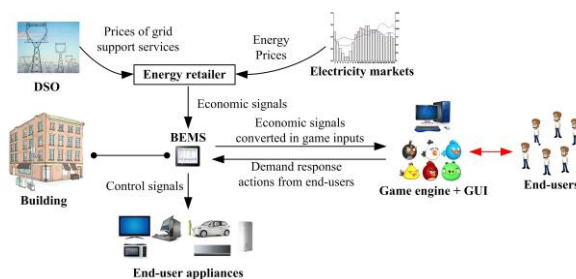 Prices of grid
support services
Energy
Prices
DSO
Energy retailer
Electricity markets
Economic signals
BEMS
Economic signals
converted in game inputs
Demand response
actions from end-users
Building
Control signals
Game engine + GUI
End-users
End-user appliances